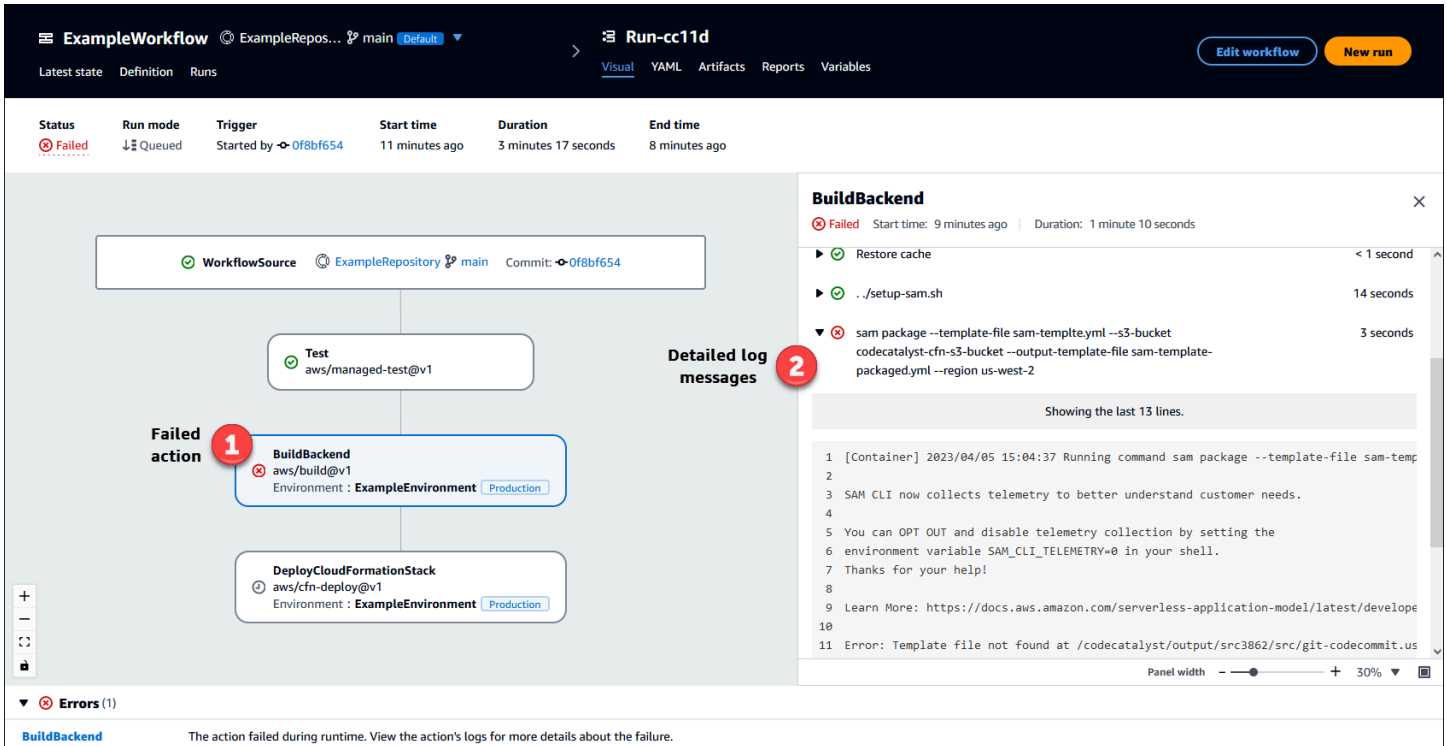 ExampleWorkflow ExampleRepos... main Default
Latest state Definition Runs
Run-cc11d
Visual YAML Artifacts Reports Variables
Edit workflow
New run
Status Run mode Trigger Start time Duration End time
Failed Queued Started by 0f8bf654 11 minutes ago 3 minutes 17 seconds 8 minutes ago
WorkflowSource ExampleRepository main Commit: 0f8bf654
Test
aws/managed-test@v1
Failed
action
1
BuildBackend
aws/build@v1
Environment : ExampleEnvironment Production
DeployCloudFormationStack
aws/cfn-deploy@v1
Environment : ExampleEnvironment Production
Detailed log
messages
2
BuildBackend
Failed Start time: 9 minutes ago Duration: 1 minute 10 seconds
Restore cache < 1 second
. ./setup-sam.sh 14 seconds
sam package --template-file sam-templte.yml --s3-bucket 3 seconds
codecatalyst-cfn-s3-bucket --output-template-file sam-template-
packaged.yml --region us-west-2
Showing the last 13 lines.
1 [Container] 2023/04/05 15:04:37 Running command sam package --template-file sam-temp
2
3 SAM CLI now collects telemetry to better understand customer needs.
4
5 You can OPT OUT and disable telemetry collection by setting the
6 environment variable SAM_CLI_TELEMETRY=0 in your shell.
7 Thanks for your help!
8
9 Learn More: https://docs.aws.amazon.com/serverless-application-model/latest/develope
10
11 Error: Template file not found at /codecatalyst/output/src3862/src/git-codecommit.us
Panel width 30%
Errors (1)
BuildBackend The action failed during runtime. View the action's logs for more details about the failure.